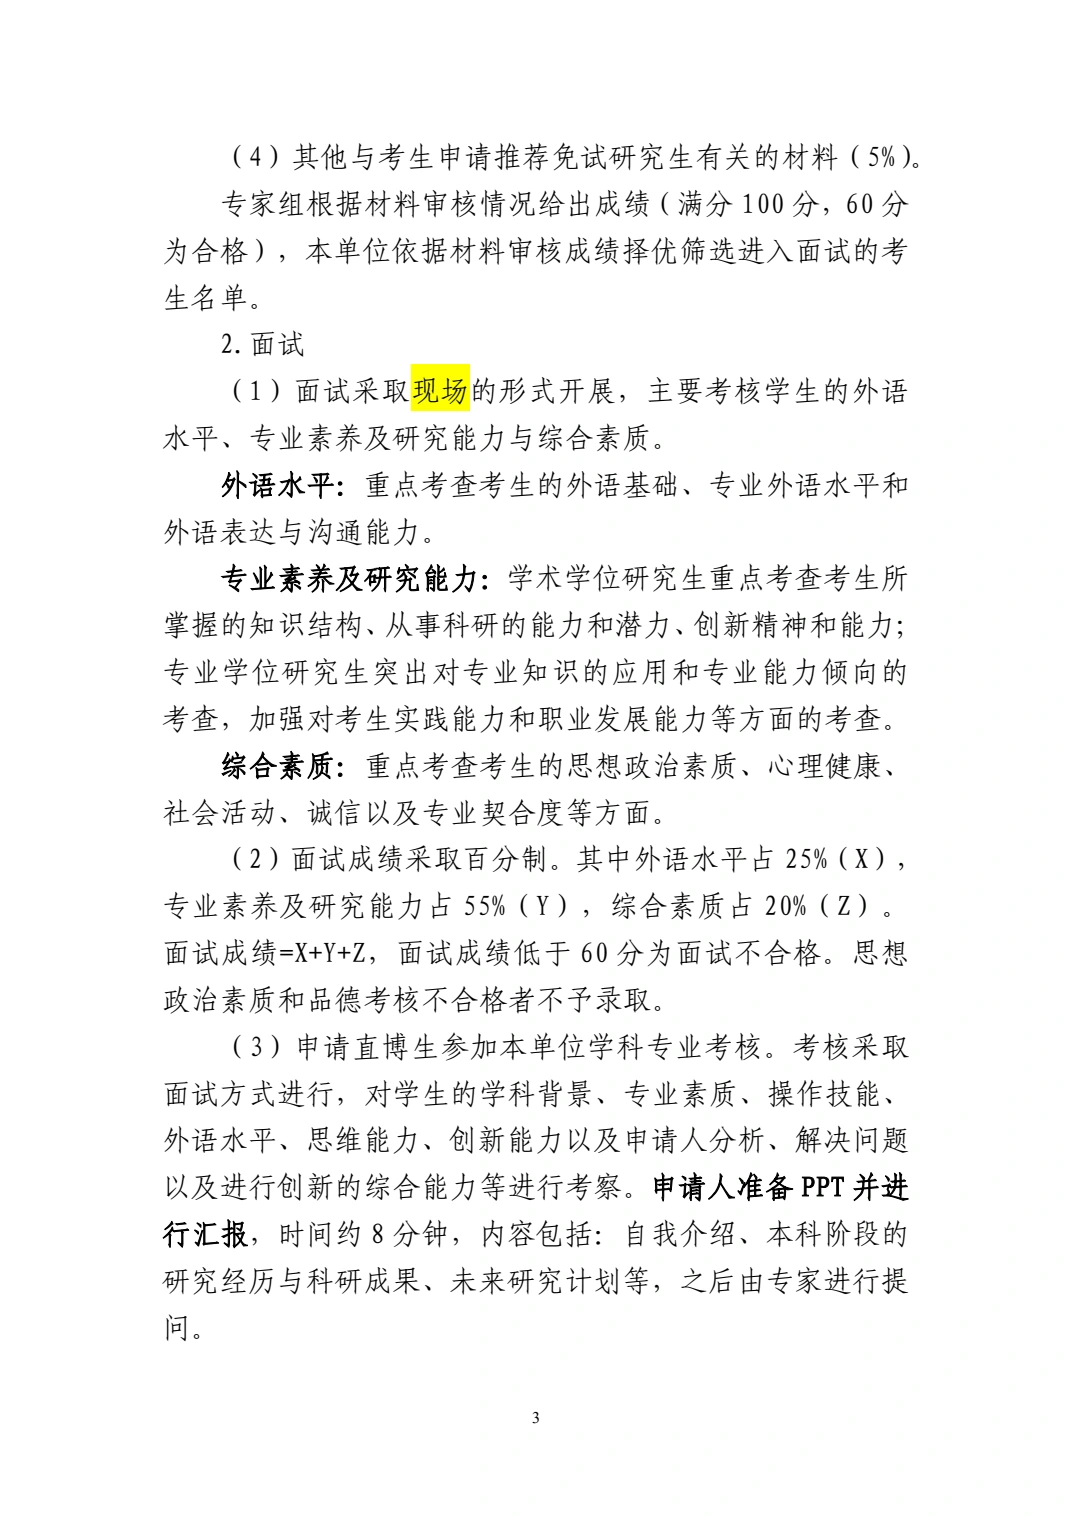 （4）其他与考生申请推荐免试研究生有关的材料（5%）。
专家组根据材料审核情况给出成绩（满分 100 分，60 分
为合格），本单位依据材料审核成绩择优筛选进入面试的考
生名单。
2.面试
（1）面试采取现场的形式开展，主要考核学生的外语
水平、专业素养及研究能力与综合素质。
外语水平：重点考查考生的外语基础、专业外语水平和
外语表达与沟通能力。
专业素养及研究能力：学术学位研究生重点考查考生所
掌握的知识结构、从事科研的能力和潜力、创新精神和能力；
专业学位研究生突出对专业知识的应用和专业能力倾向的
考查，加强对考生实践能力和职业发展能力等方面的考查。
综合素质：重点考查考生的思想政治素质、心理健康、
社会活动、诚信以及专业契合度等方面。
（2）面试成绩采取百分制。其中外语水平占 25%（X），
专业素养及研究能力占 55%（Y），综合素质占 20%（Z）。
面试成绩=X+Y+Z，面试成绩低于 60 分为面试不合格。思想
政治素质和品德考核不合格者不予录取。
（3）申请直博生参加本单位学科专业考核。考核采取
面试方式进行，对学生的学科背景、专业素质、操作技能、
外语水平、思维能力、创新能力以及申请人分析、解决问题
以及进行创新的综合能力等进行考察。申请人准备 PPT 并进
行汇报，时间约 8 分钟，内容包括：自我介绍、本科阶段的
研究经历与科研成果、未来研究计划等，之后由专家进行提
问。
3